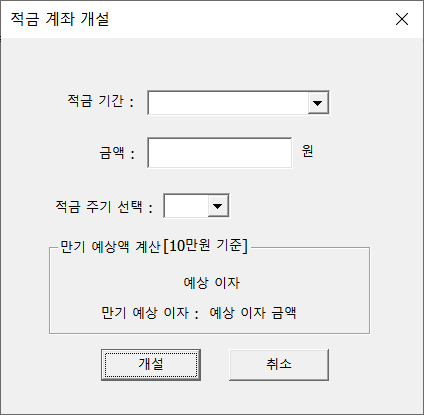 적금 계좌 개설
적금 기간 :
금액 : 원
적금 주기 선택 :
만기 예상액 계산 [10만원 기준]
예상 이자
만기 예상 이자 : 예상 이자 금액
개설 취소